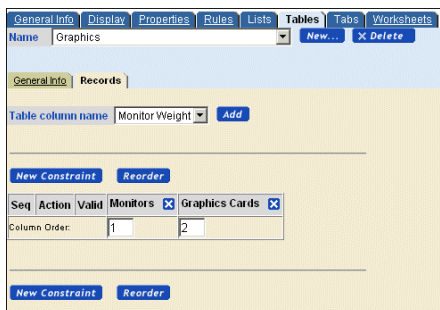 General Info Display Properties Rules Lists Tables Tabs Worksheets
Name Graphics New... X Delete
General Info Records
Table column name Monitor Weight Add
New Constraint Reorder
Seq Action Valid Monitors Graphics Cards
Column Order: 1 2
New Constraint Reorder